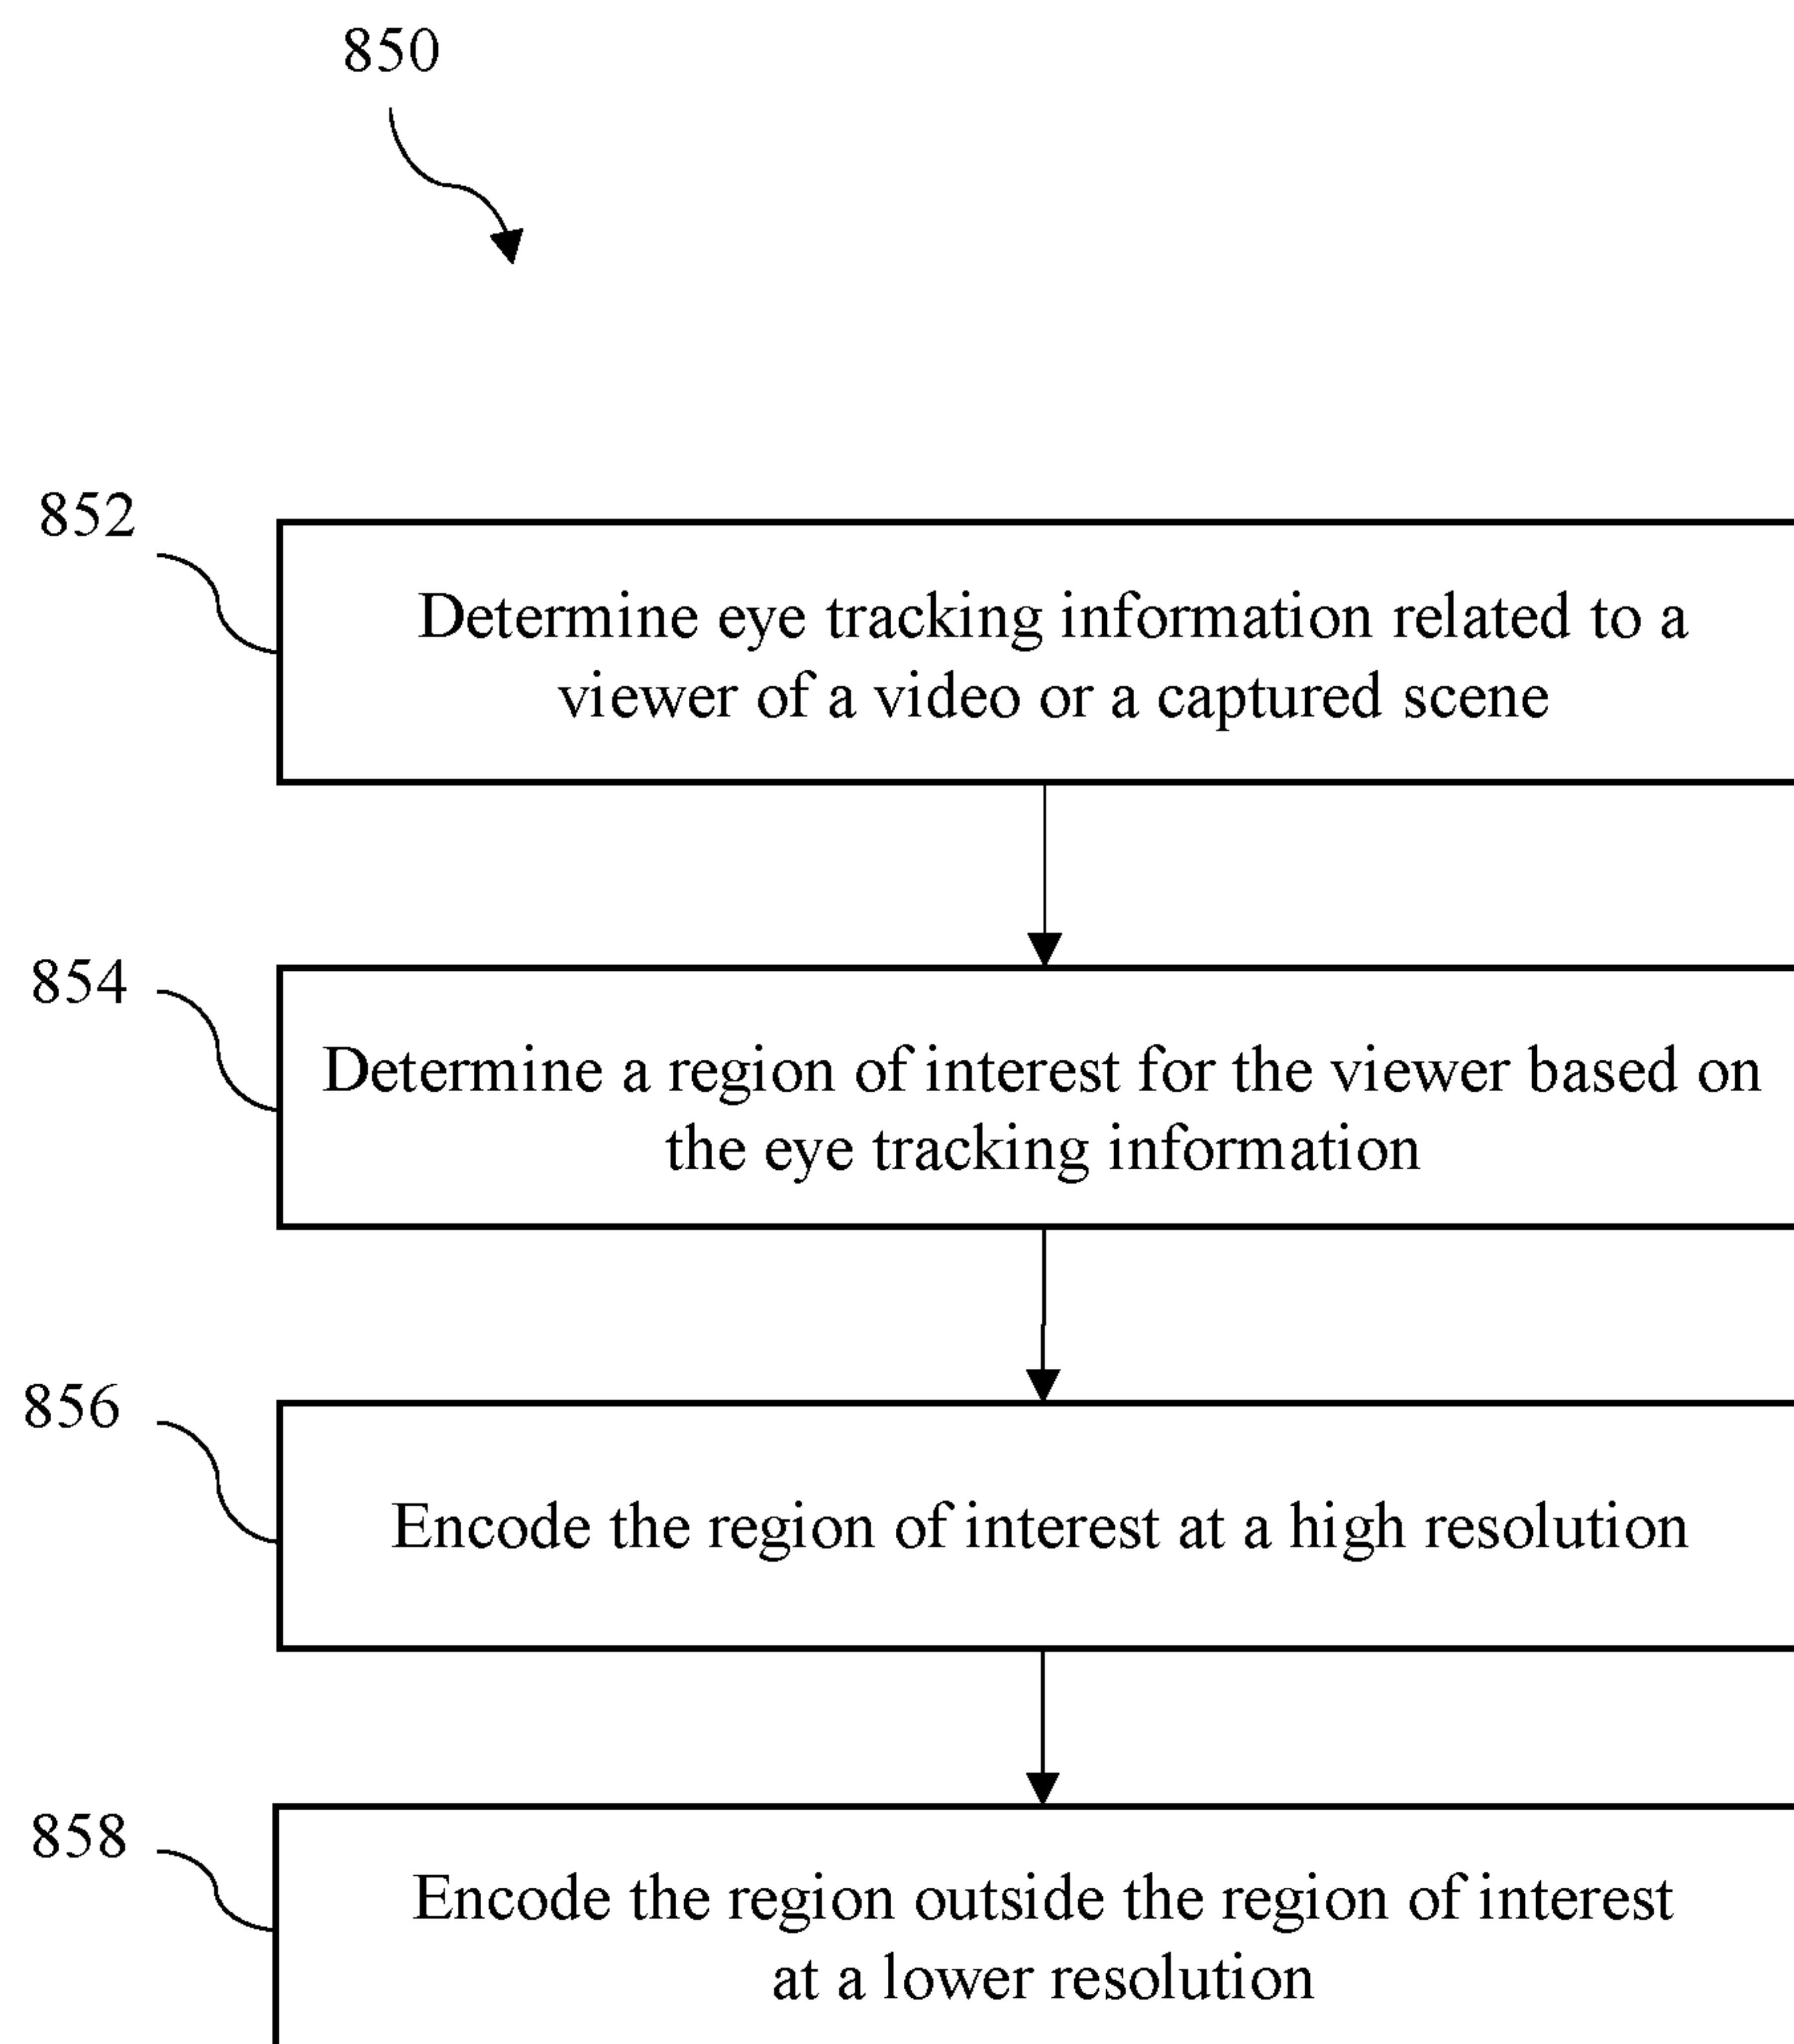 850
852
Determine eye tracking information related to a
viewer of a video or a captured scene
854
Determine a region of interest for the viewer based on
the eye tracking information
856
Encode the region of interest at a high resolution
858
Encode the region outside the region of interest
at a lower resolution